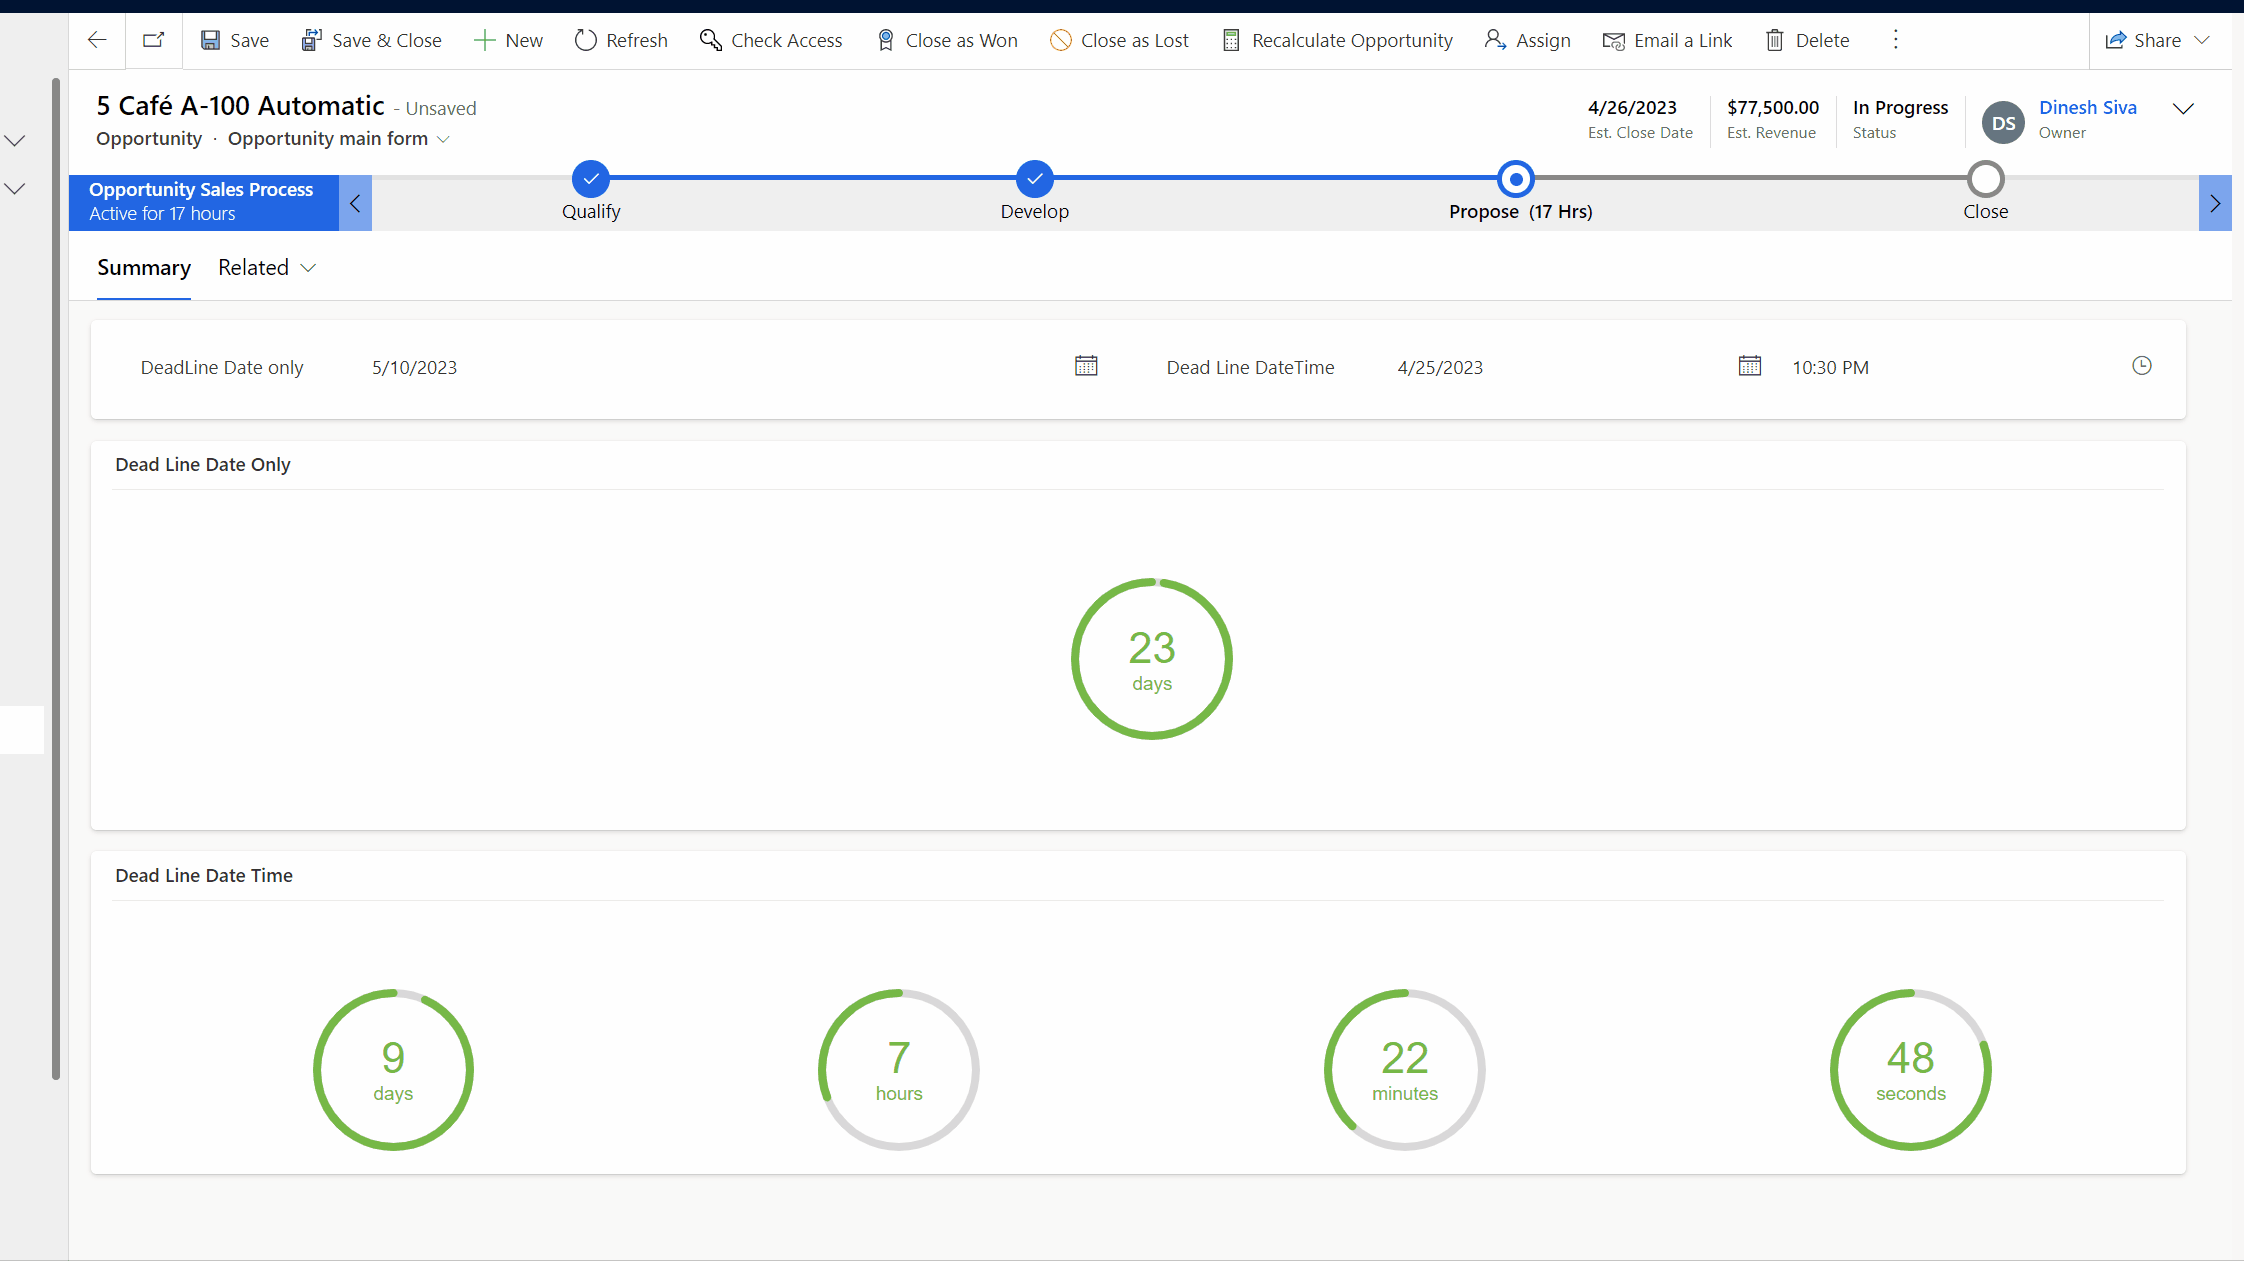 Save Save & Close New Refresh Check Access Close as Won Close as Lost Recalculate Opportunity Assign Email a Link Delete Share
5 Café A-100 Automatic - Unsaved
Opportunity · Opportunity main form
4/26/2023 $77,500.00 In Progress DS Dinesh Siva
Est. Close Date Est. Revenue Status Owner
Opportunity Sales Process
Active for 17 hours
Qualify Develop Propose (17 Hrs) Close
Summary Related
DeadLine Date only 5/10/2023 Dead Line DateTime 4/25/2023 10:30 PM
Dead Line Date Only
23
days
Dead Line Date Time
9 7 22 48
days hours minutes seconds